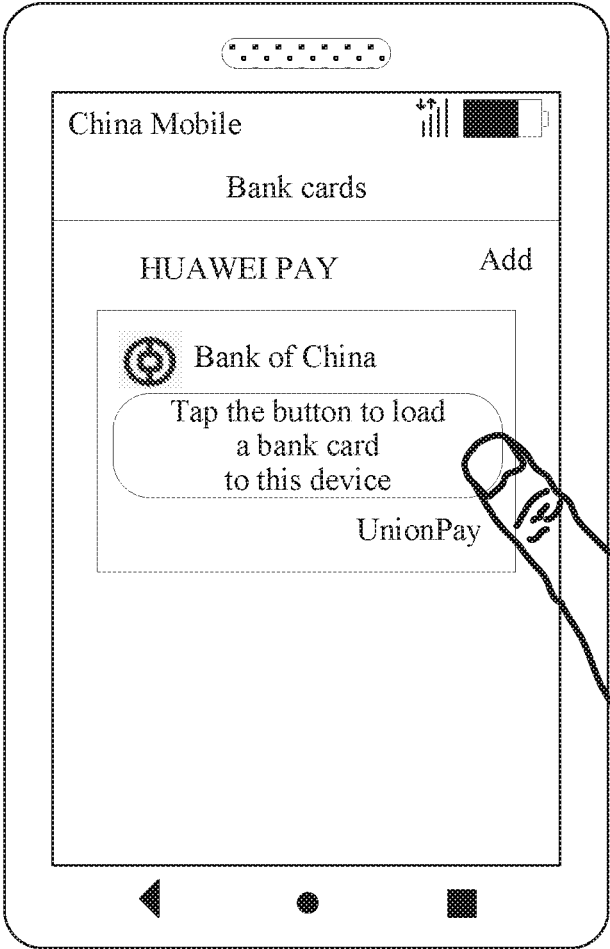 China Mobile
Bank cards
HUAWEI PAY
Add
Bank of China
Tap the button to load
a bank card
to this device
UnionPay